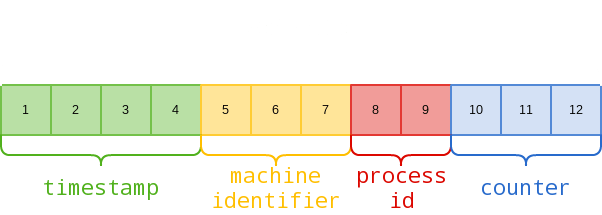 1 2 3 4 5 6 7 8 9 10 11 12
timestamp
machine
identifier
process
id
counter